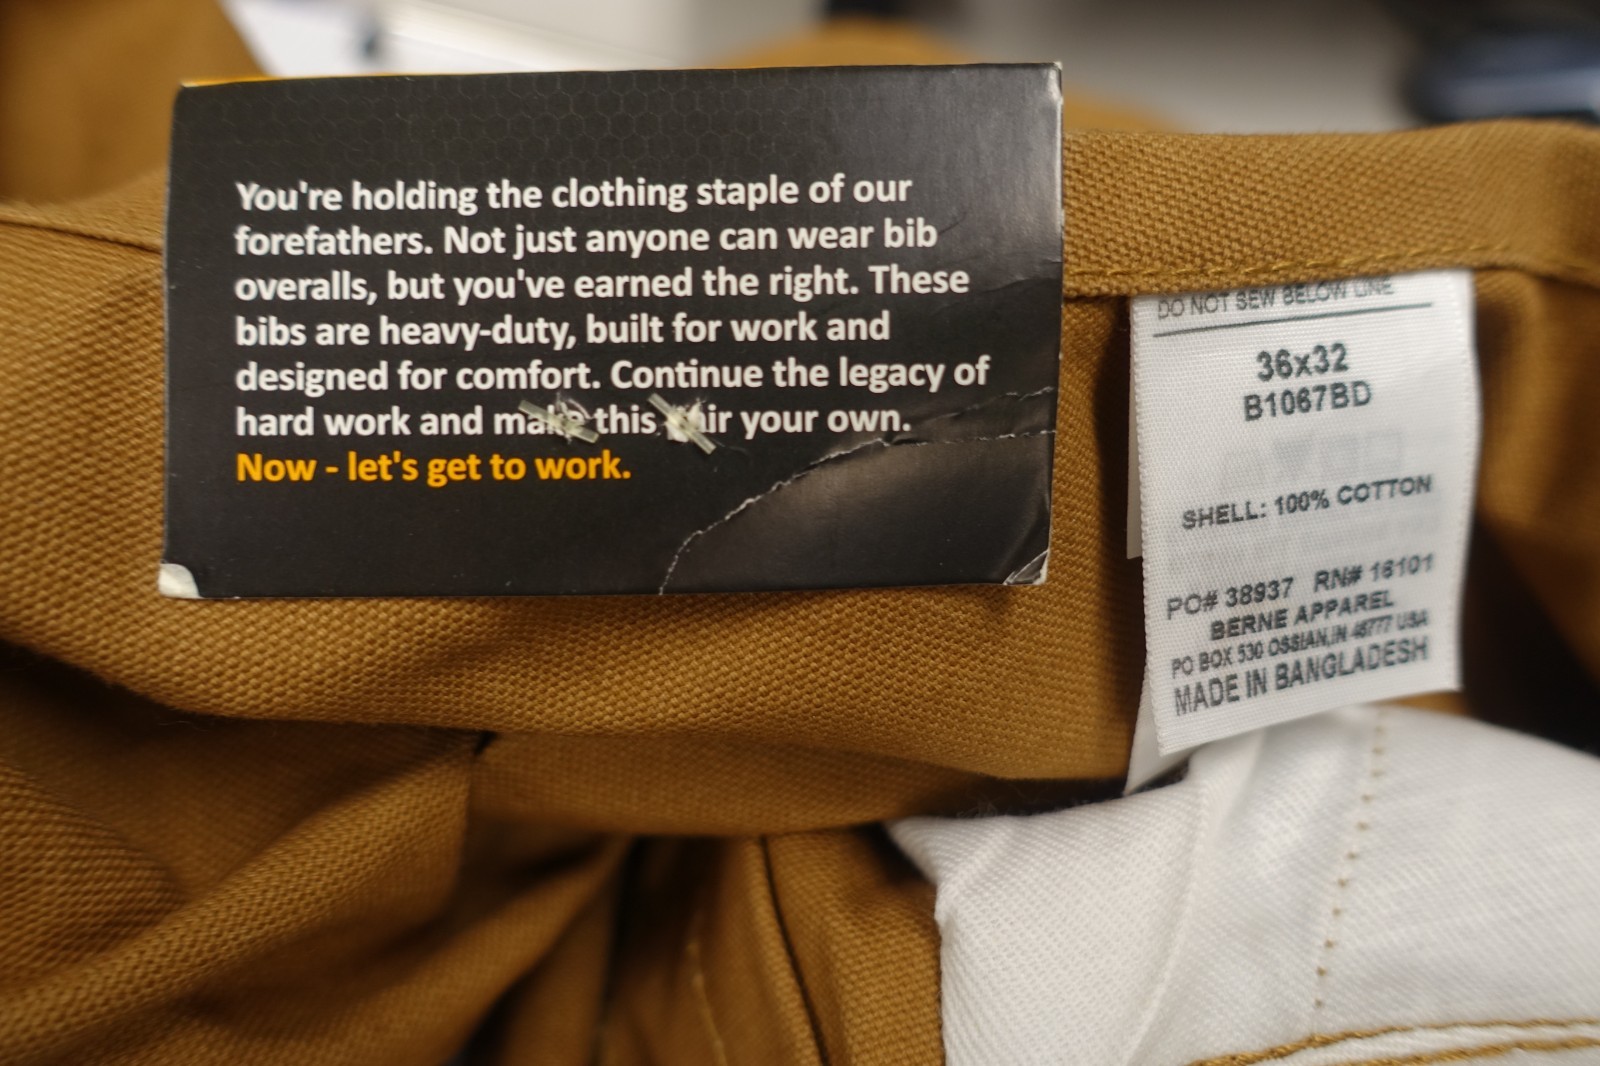 You're holding the clothing staple of our
forefathers. Not just anyone can wear bib
overalls, but you've earned the right. These
bibs are heavy-duty, built for work and
designed for comfort. Continue the legacy of
hard work and make this pair your own.
Now - let's get to work.
DO NOT SEW BELOW LINE
36x32
B1067BD
SHELL: 100% COTTON
PO# 38937 RN# 16101
BERNE APPAREL
PO BOX 530 OSSIAN,IN 46777 USA
MADE IN BANGLADESH